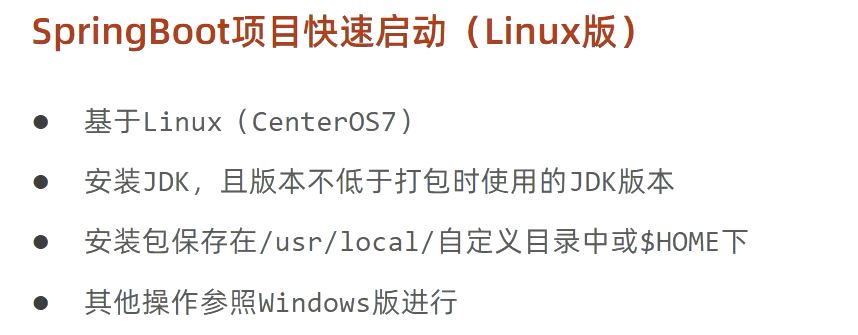 SpringBoot项目快速启动（Linux版）
● 基于Linux（CenterOS7）
● 安装JDK，且版本不低于打包时使用的JDK版本
● 安装包保存在/usr/local/自定义目录中或$HOME下
● 其他操作参照Windows版进行